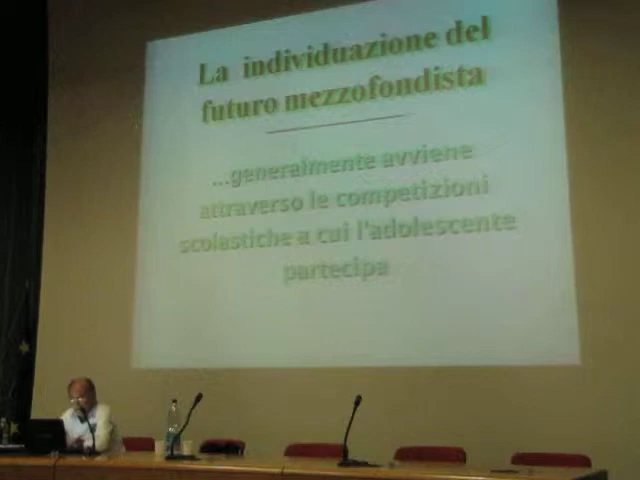 La individuazione del
futuro mezzofondista
...generalmente avviene
attraverso le competizioni
scolastiche a cui l'adolescente
partecipa